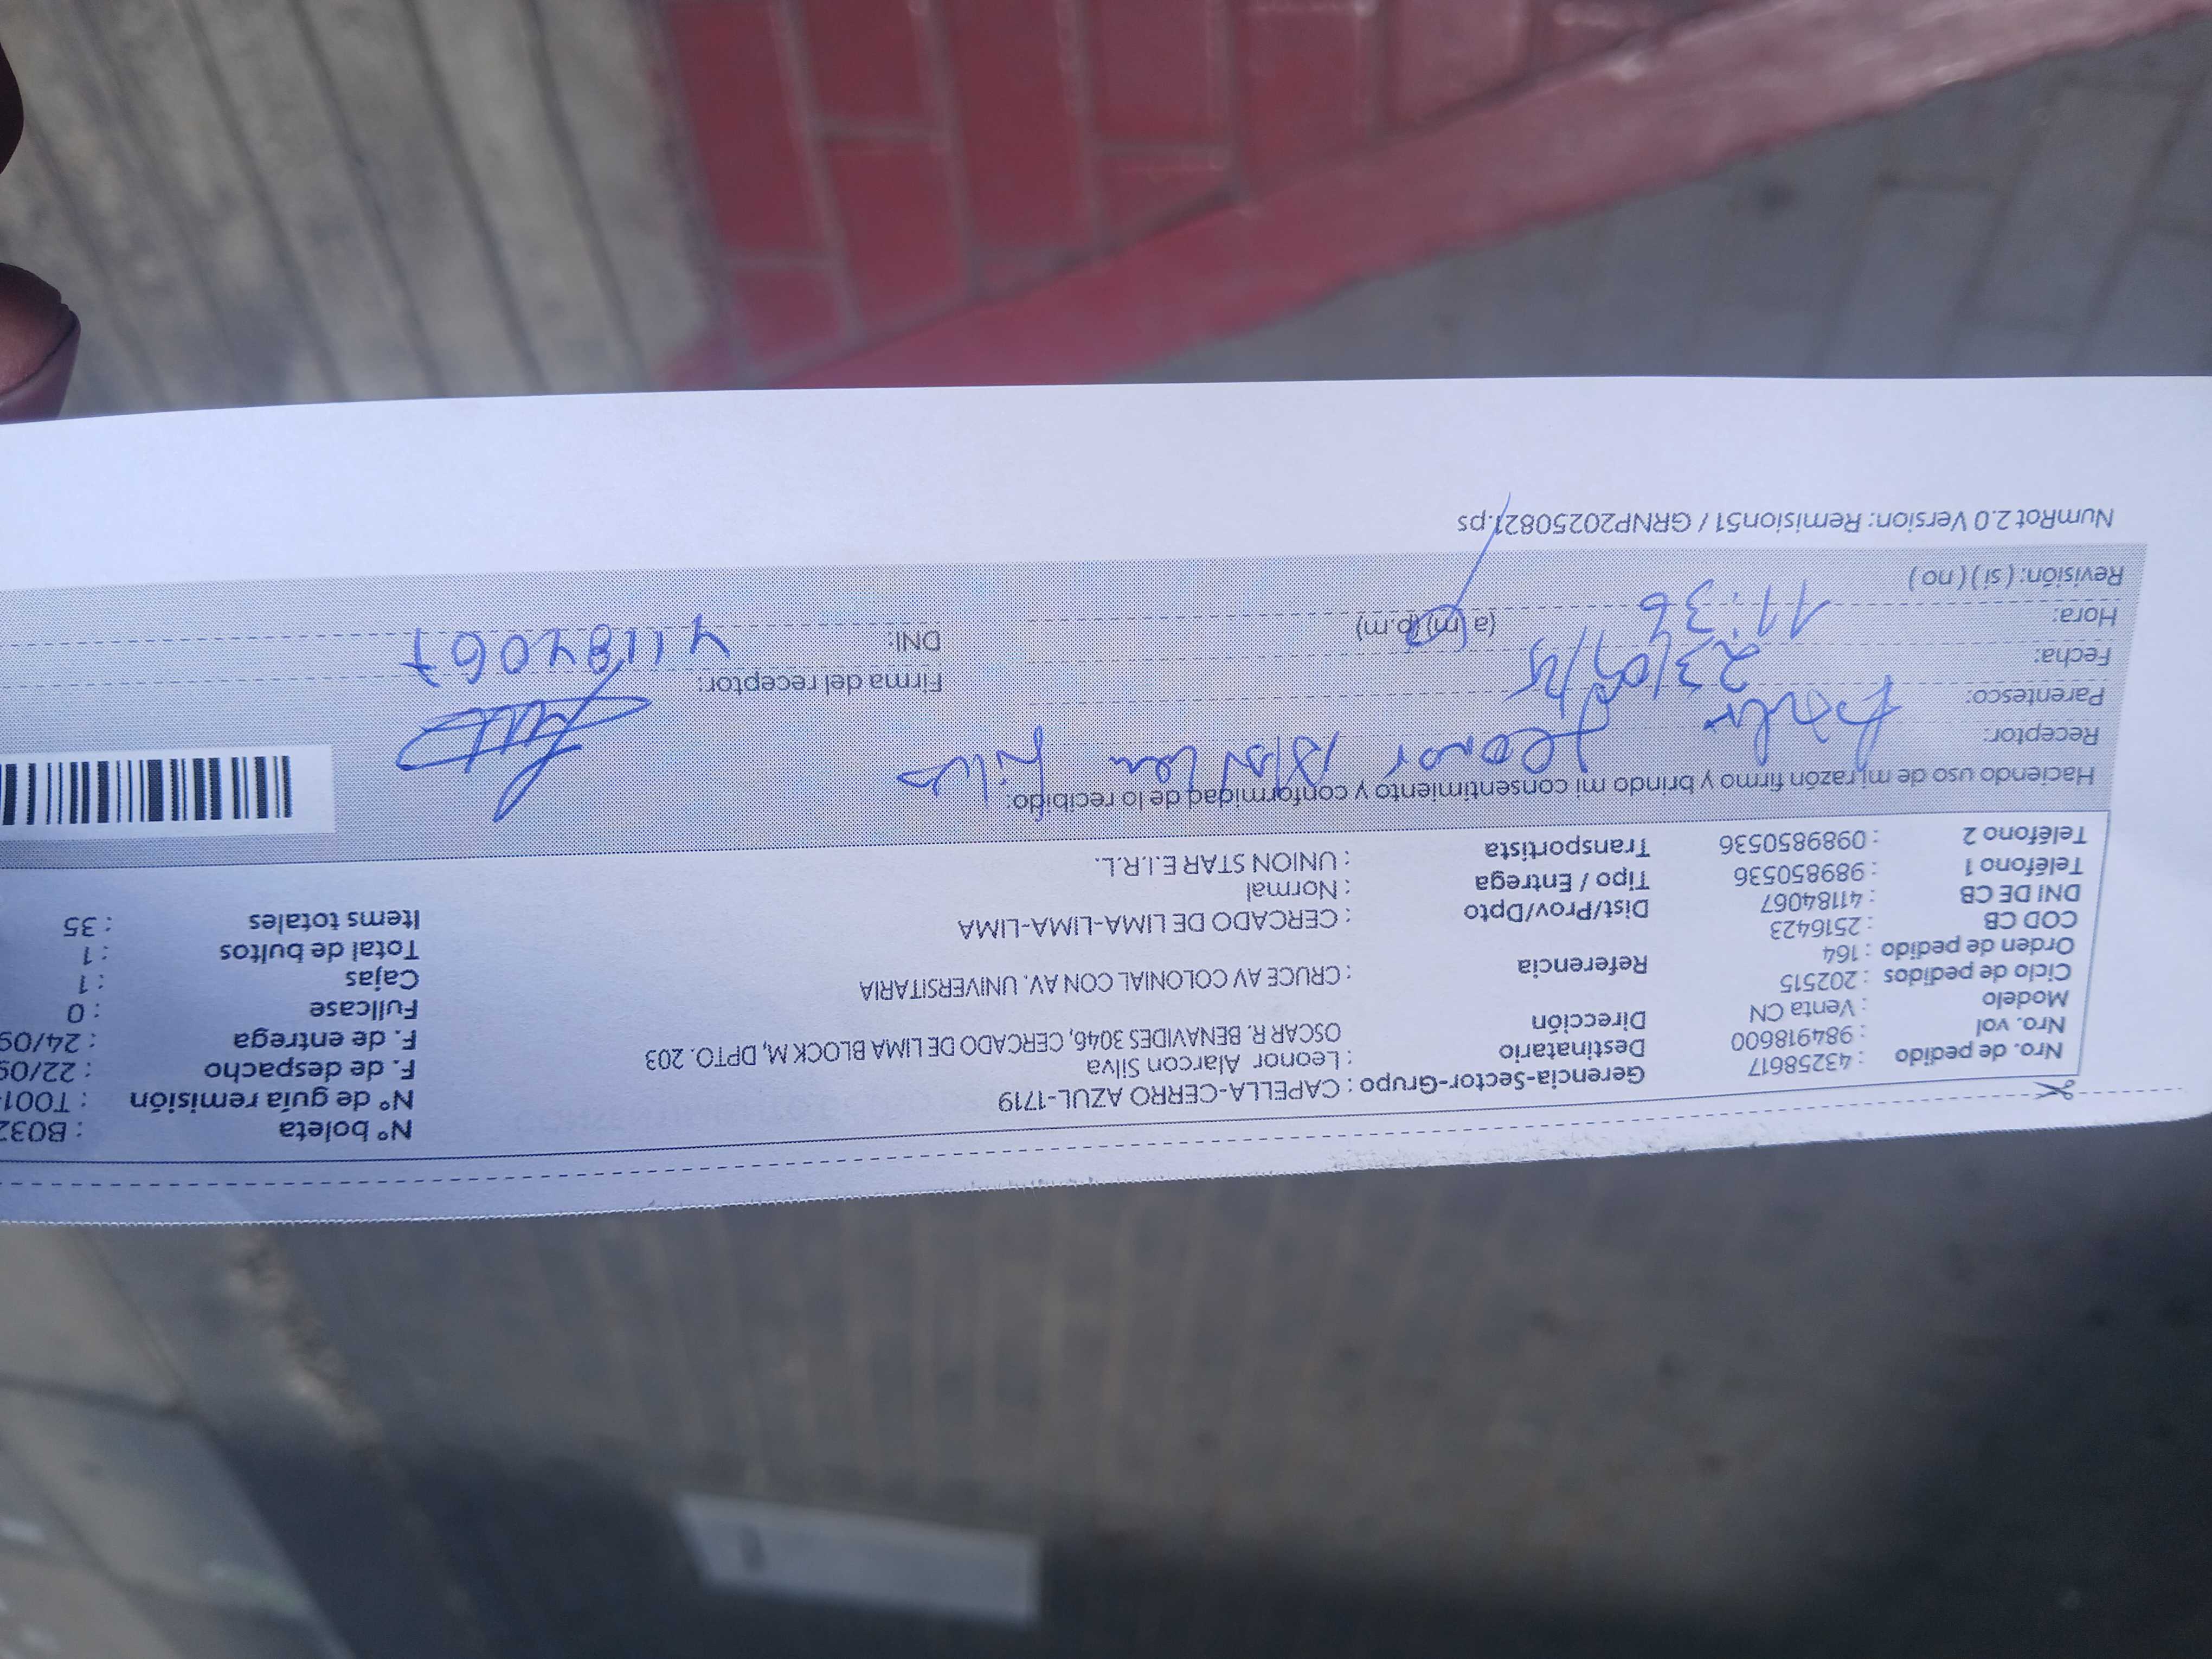 Nro. de pedido : 43258617 Gerencia-Sector-Grupo : CAPELLA-CERRO AZUL-1719 N° boleta : B032
Nro. vol : 984918600 Destinatario : Leonor Alarcon Silva N° de guía remisión : T001
Modelo : Venta CN Dirección OSCAR R. BENAVIDES 3046, CERCADO DE LIMA BLOCK M, DPTO. 203 F. de despacho : 22/09
Ciclo de pedidos : 202515 F. de entrega : 24/09
Orden de pedido : 164 Referencia : CRUCE AV COLONIAL CON AV. UNIVERSITARIA Fullcase : 0
COD CB : 2516423 Cajas : 1
DNI DE CB : 41184067 Dist/Prov/Dpto : CERCADO DE LIMA-LIMA-LIMA Total de bultos : 1
Teléfono 1 : 989850536 Tipo / Entrega : Normal Items totales : 35
Teléfono 2 : 0989850536 Transportista : UNION STAR E.I.R.L.
Haciendo uso de mi razón firmo y brindo mi consentimiento y conformidad de lo recibido:
Receptor: Leonor
Parentesco:
Fecha: 23/09/25 Firma del receptor:
Hora: 11:36 (a.m) (p.m) DNI: 41184067
Revisión: ( si ) ( no )
NumRot 2.0 Version: Remision51 / GRNP20250821.ps